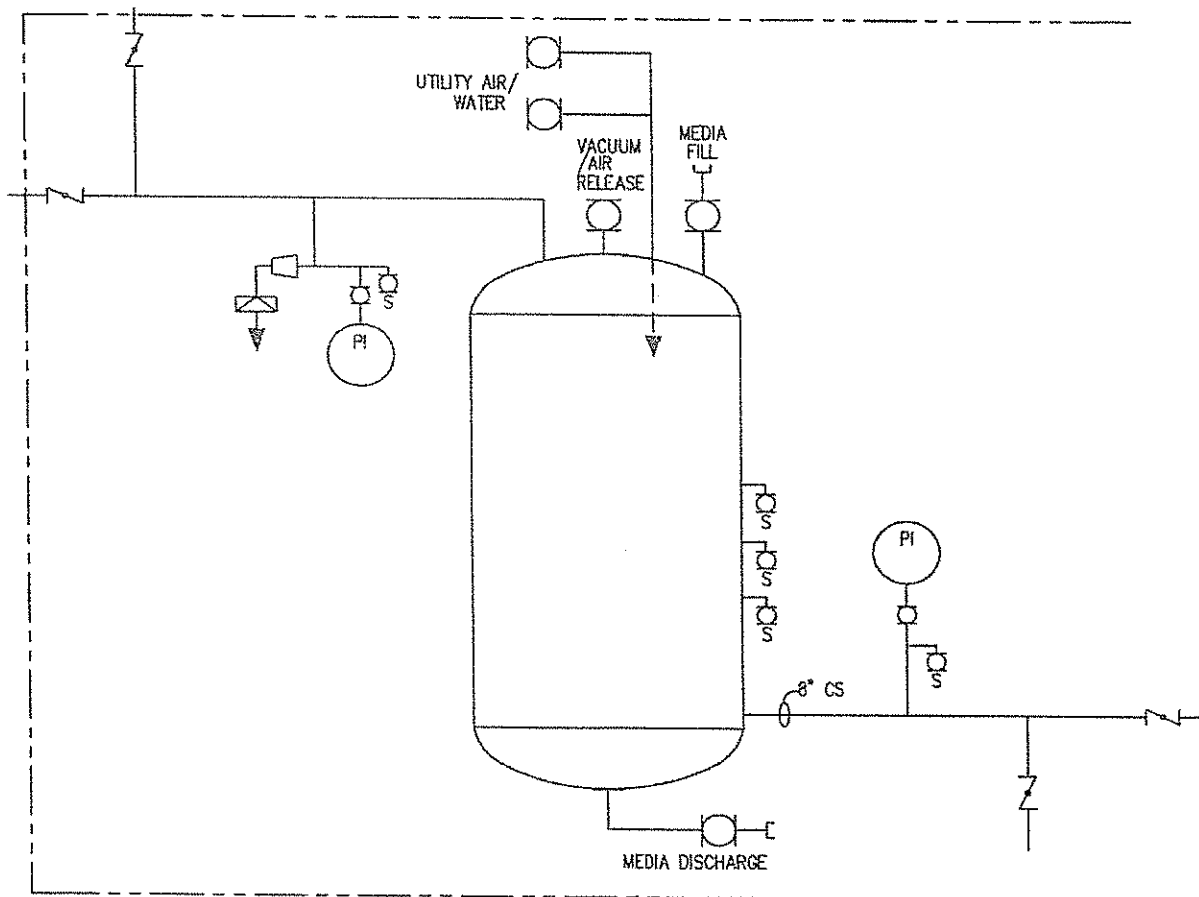 UTILITY AIR/
WATER
VACUUM
/AIR
RELEASE
MEDIA
FILL
S
PI
S
S
S
PI
S
8" CS
MEDIA DISCHARGE